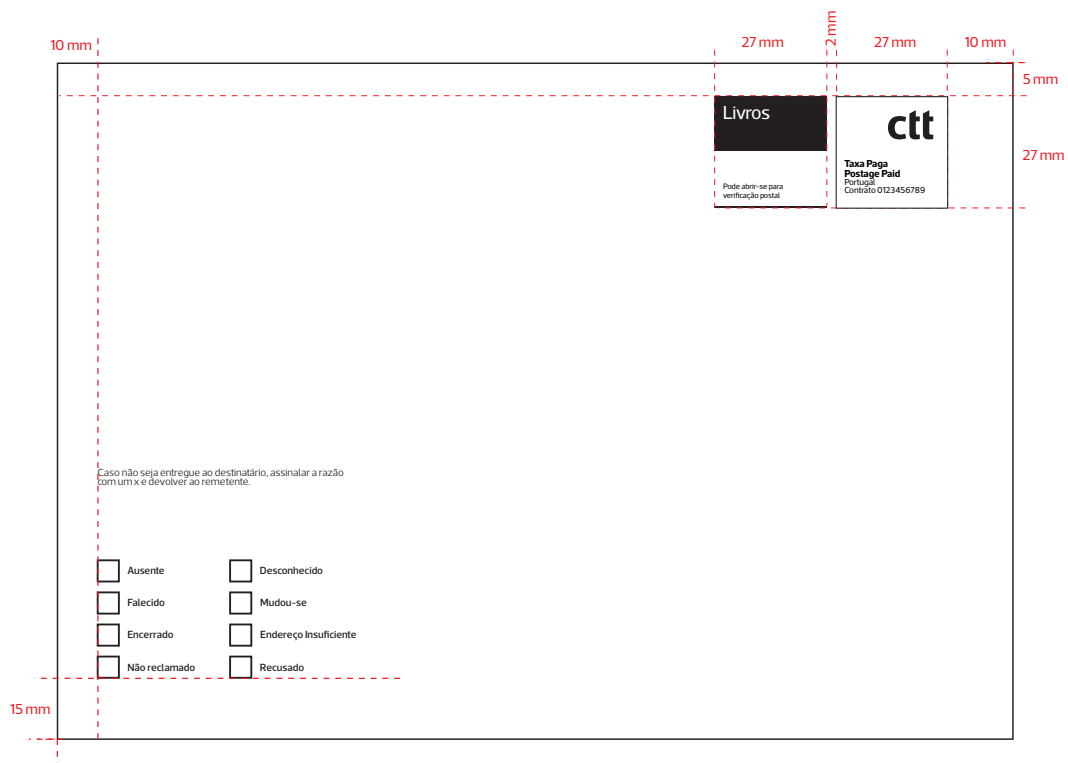 10 mm
27 mm
2 mm
27 mm
10 mm
5 mm
Livros
ctt
27 mm
Taxa Paga
Postage Paid
Portugal
Contrato 0123456789
Pode abrir-se para
verificação postal
Caso não seja entregue ao destinatário, assinalar a razão
com um x e devolver ao remetente.
Ausente
Desconhecido
Falecido
Mudou-se
Encerrado
Endereço Insuficiente
Não reclamado
Recusado
15 mm